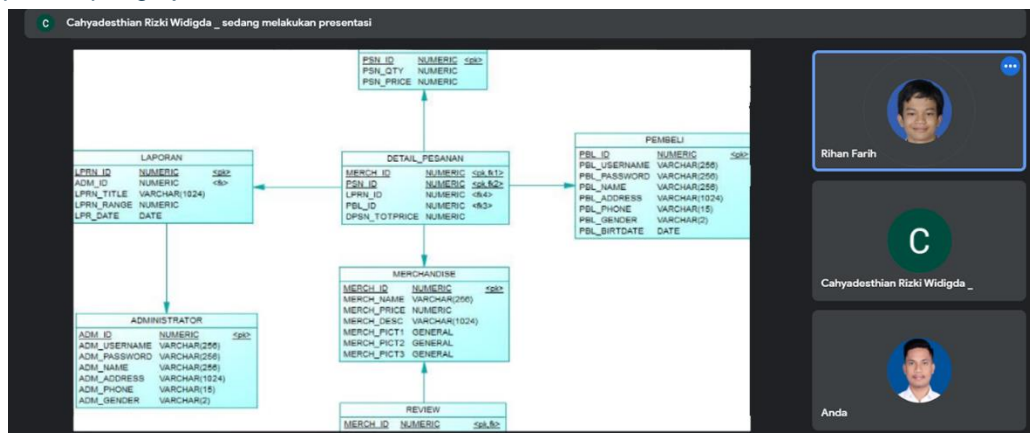 C Cahyadesthian Rizki Widigda _ sedang melakukan presentasi
PSN_ID NUMERIC <pk>
PSN_QTY NUMERIC
PSN_PRICE NUMERIC
LAPORAN
LPRN_ID NUMERIC <pk>
ADM_ID NUMERIC <fk>
LPRN_TITLE VARCHAR(1024)
LPRN_RANGE NUMERIC
LPR_DATE DATE
DETAIL_PESANAN
MERCH_ID NUMERIC <pk,fk1>
PSN_ID NUMERIC <pk,fk2>
LPRN_ID NUMERIC <fk4>
PBL_ID NUMERIC <fk3>
DPSN_TOTPRICE NUMERIC
PEMBELI
PBL_ID NUMERIC <pk>
PBL_USERNAME VARCHAR(256)
PBL_PASSWORD VARCHAR(256)
PBL_NAME VARCHAR(256)
PBL_ADDRESS VARCHAR(1024)
PBL_PHONE VARCHAR(15)
PBL_GENDER VARCHAR(2)
PBL_BIRTDATE DATE
ADMINISTRATOR
ADM_ID NUMERIC <pk>
ADM_USERNAME VARCHAR(256)
ADM_PASSWORD VARCHAR(256)
ADM_NAME VARCHAR(256)
ADM_ADDRESS VARCHAR(1024)
ADM_PHONE VARCHAR(15)
ADM_GENDER VARCHAR(2)
MERCHANDISE
MERCH_ID NUMERIC <pk>
MERCH_NAME VARCHAR(256)
MERCH_PRICE NUMERIC
MERCH_DESC VARCHAR(1024)
MERCH_PICT1 GENERAL
MERCH_PICT2 GENERAL
MERCH_PICT3 GENERAL
REVIEW
MERCH_ID NUMERIC <pk,fk>
Rihan Farih
C
Cahyadesthian Rizki Widigda _
Anda